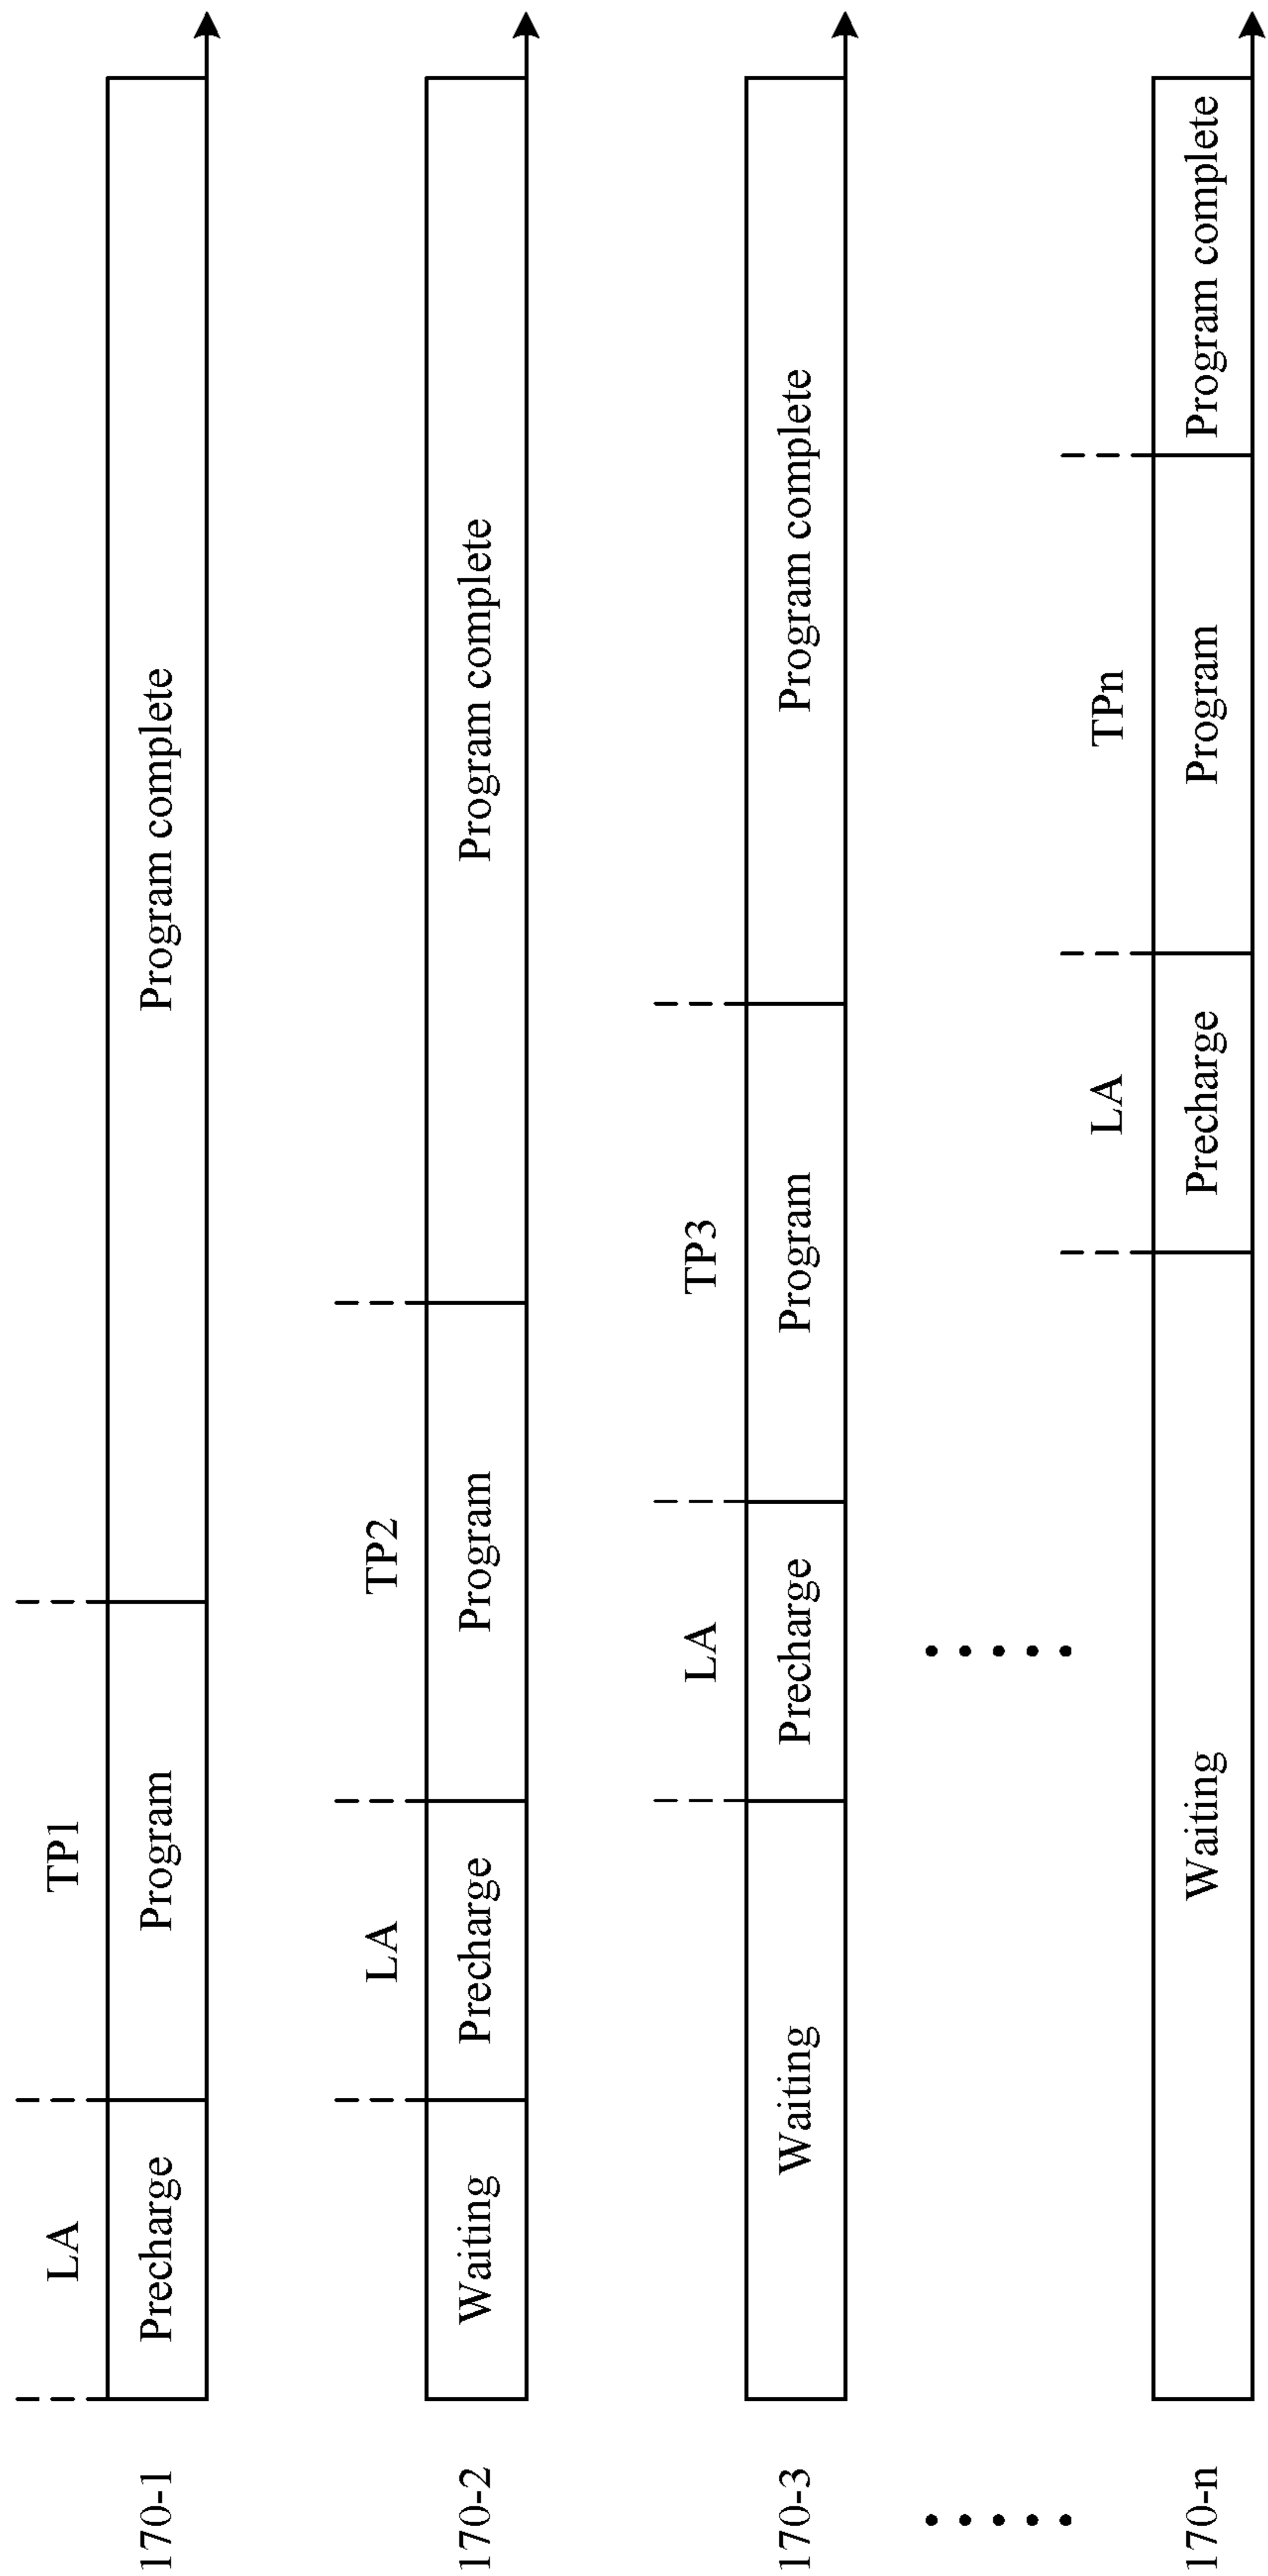 LA TP1
170-1 Precharge Program Program complete
LA TP2
170-2 Waiting Precharge Program Program complete
LA TP3
170-3 Waiting Precharge Program Program complete
LA TPn
170-n Waiting Precharge Program Program complete